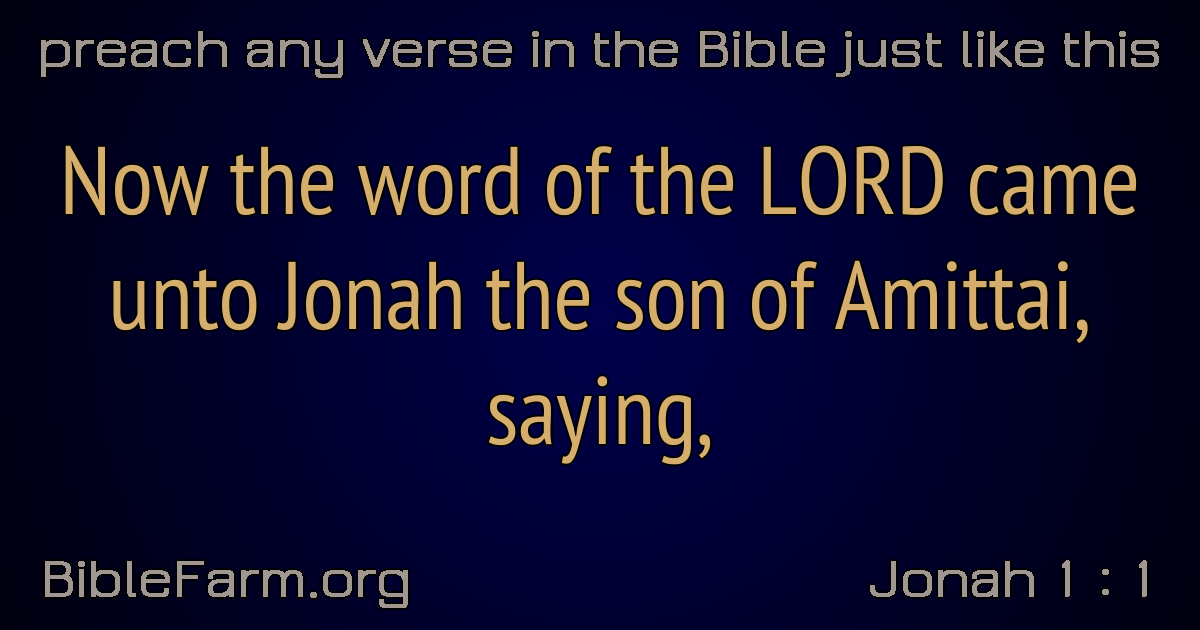 preach any verse in the Bible just like this
Now the word of the LORD came
unto Jonah the son of Amittai,
saying,
BibleFarm.org
Jonah 1 : 1